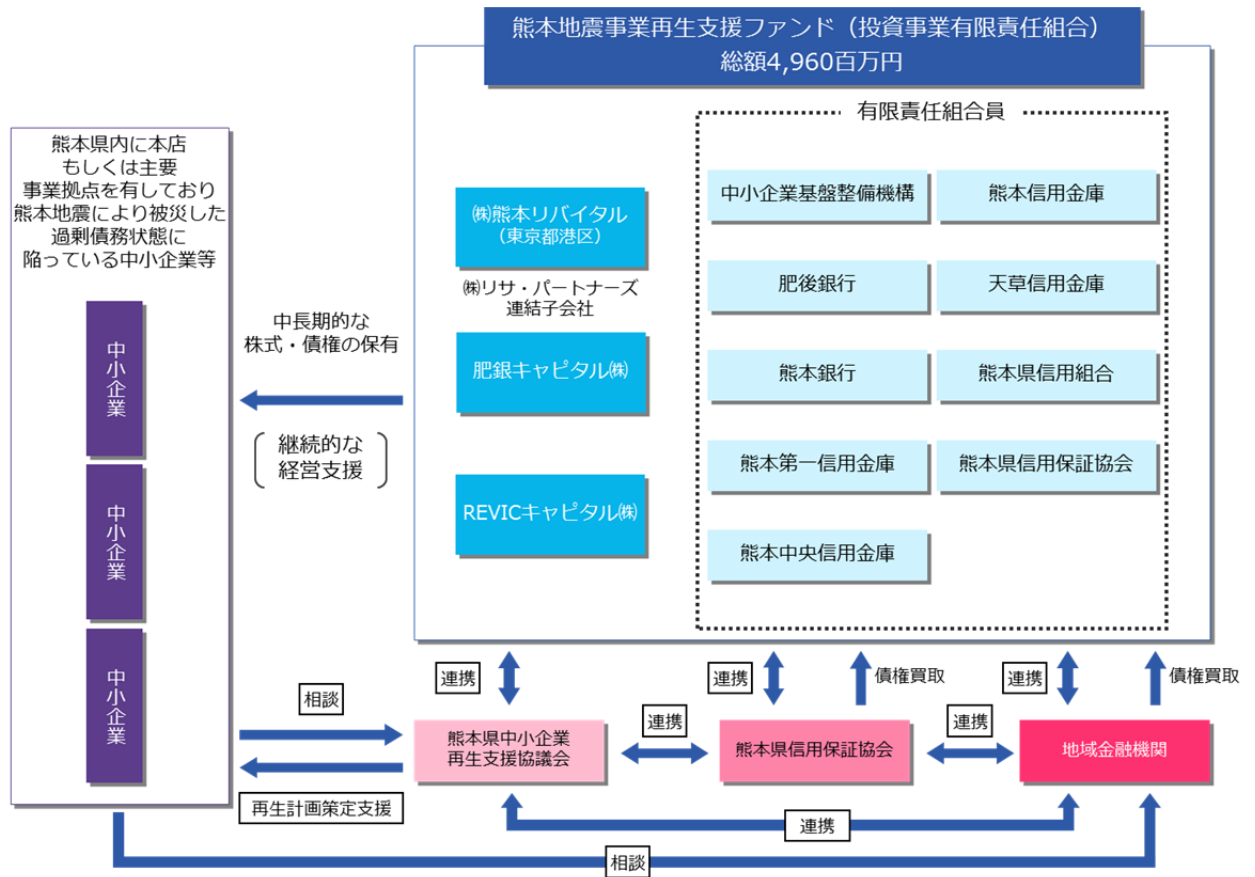 熊本地震事業再生支援ファンド（投資事業有限責任組合）
総額4,960百万円
熊本県内に本店
もしくは主要
事業拠点を有しており
熊本地震により被災した
過剰債務状態に
陥っている中小企業等
中小企業
中小企業
中小企業
中長期的な
株式・債権の保有
継続的な
経営支援
㈱熊本リバイタル
（東京都港区）
㈱リサ・パートナーズ
連結子会社
肥銀キャピタル㈱
REVICキャピタル㈱
有限責任組合員
中小企業基盤整備機構
熊本信用金庫
肥後銀行
天草信用金庫
熊本銀行
熊本県信用組合
熊本第一信用金庫
熊本県信用保証協会
熊本中央信用金庫
連携
連携
債権買取
連携
債権買取
相談
熊本県中小企業
再生支援協議会
連携
熊本県信用保証協会
連携
地域金融機関
再生計画策定支援
連携
相談